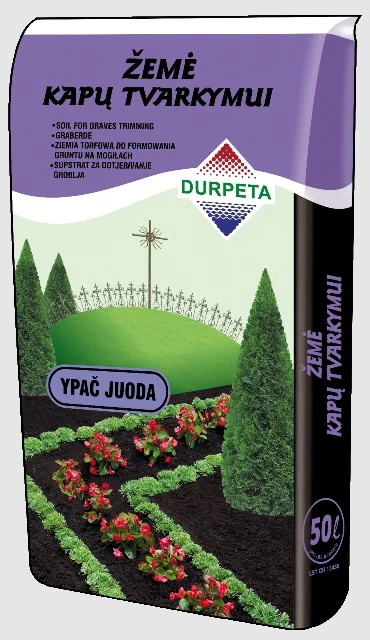 ŽEMĖ
KAPŲ TVARKYMUI
•SOIL FOR GRAVES TRIMMING
•GRABERDE
•ZIEMIA TORFOWA DO FORMOWANIA
GRUNTU NA MOGIŁACH
•SUPSTRAT ZA DOTJERIVANJE
GROBLJA
DURPETA
YPAČ JUODA
ŽEMĖ
KAPŲ TVARKYMUI
50ℓ